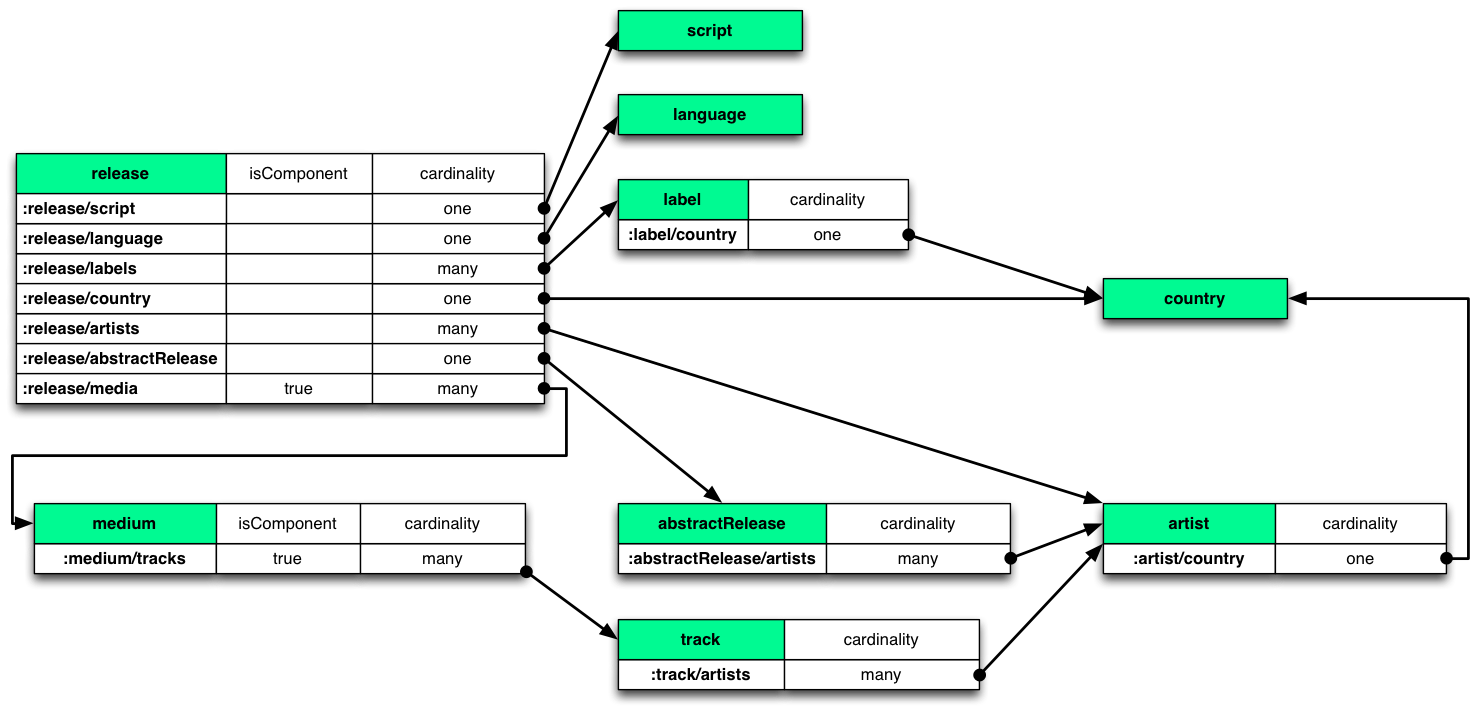 script
language
release isComponent cardinality
:release/script one
:release/language one
:release/labels many
:release/country one
:release/artists many
:release/abstractRelease one
:release/media true many
label cardinality
:label/country one
country
medium isComponent cardinality
:medium/tracks true many
abstractRelease cardinality
:abstractRelease/artists many
artist cardinality
:artist/country one
track cardinality
:track/artists many